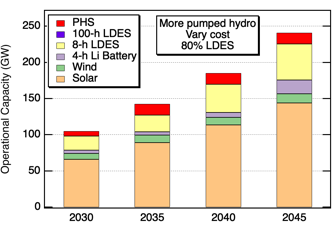 PHS
100-h LDES
8-h LDES
4-h Li Battery
Wind
Solar
More pumped hydro
Vary cost
80% LDES
Operational Capacity (GW)
250
200
150
100
50
0
2030
2035
2040
2045